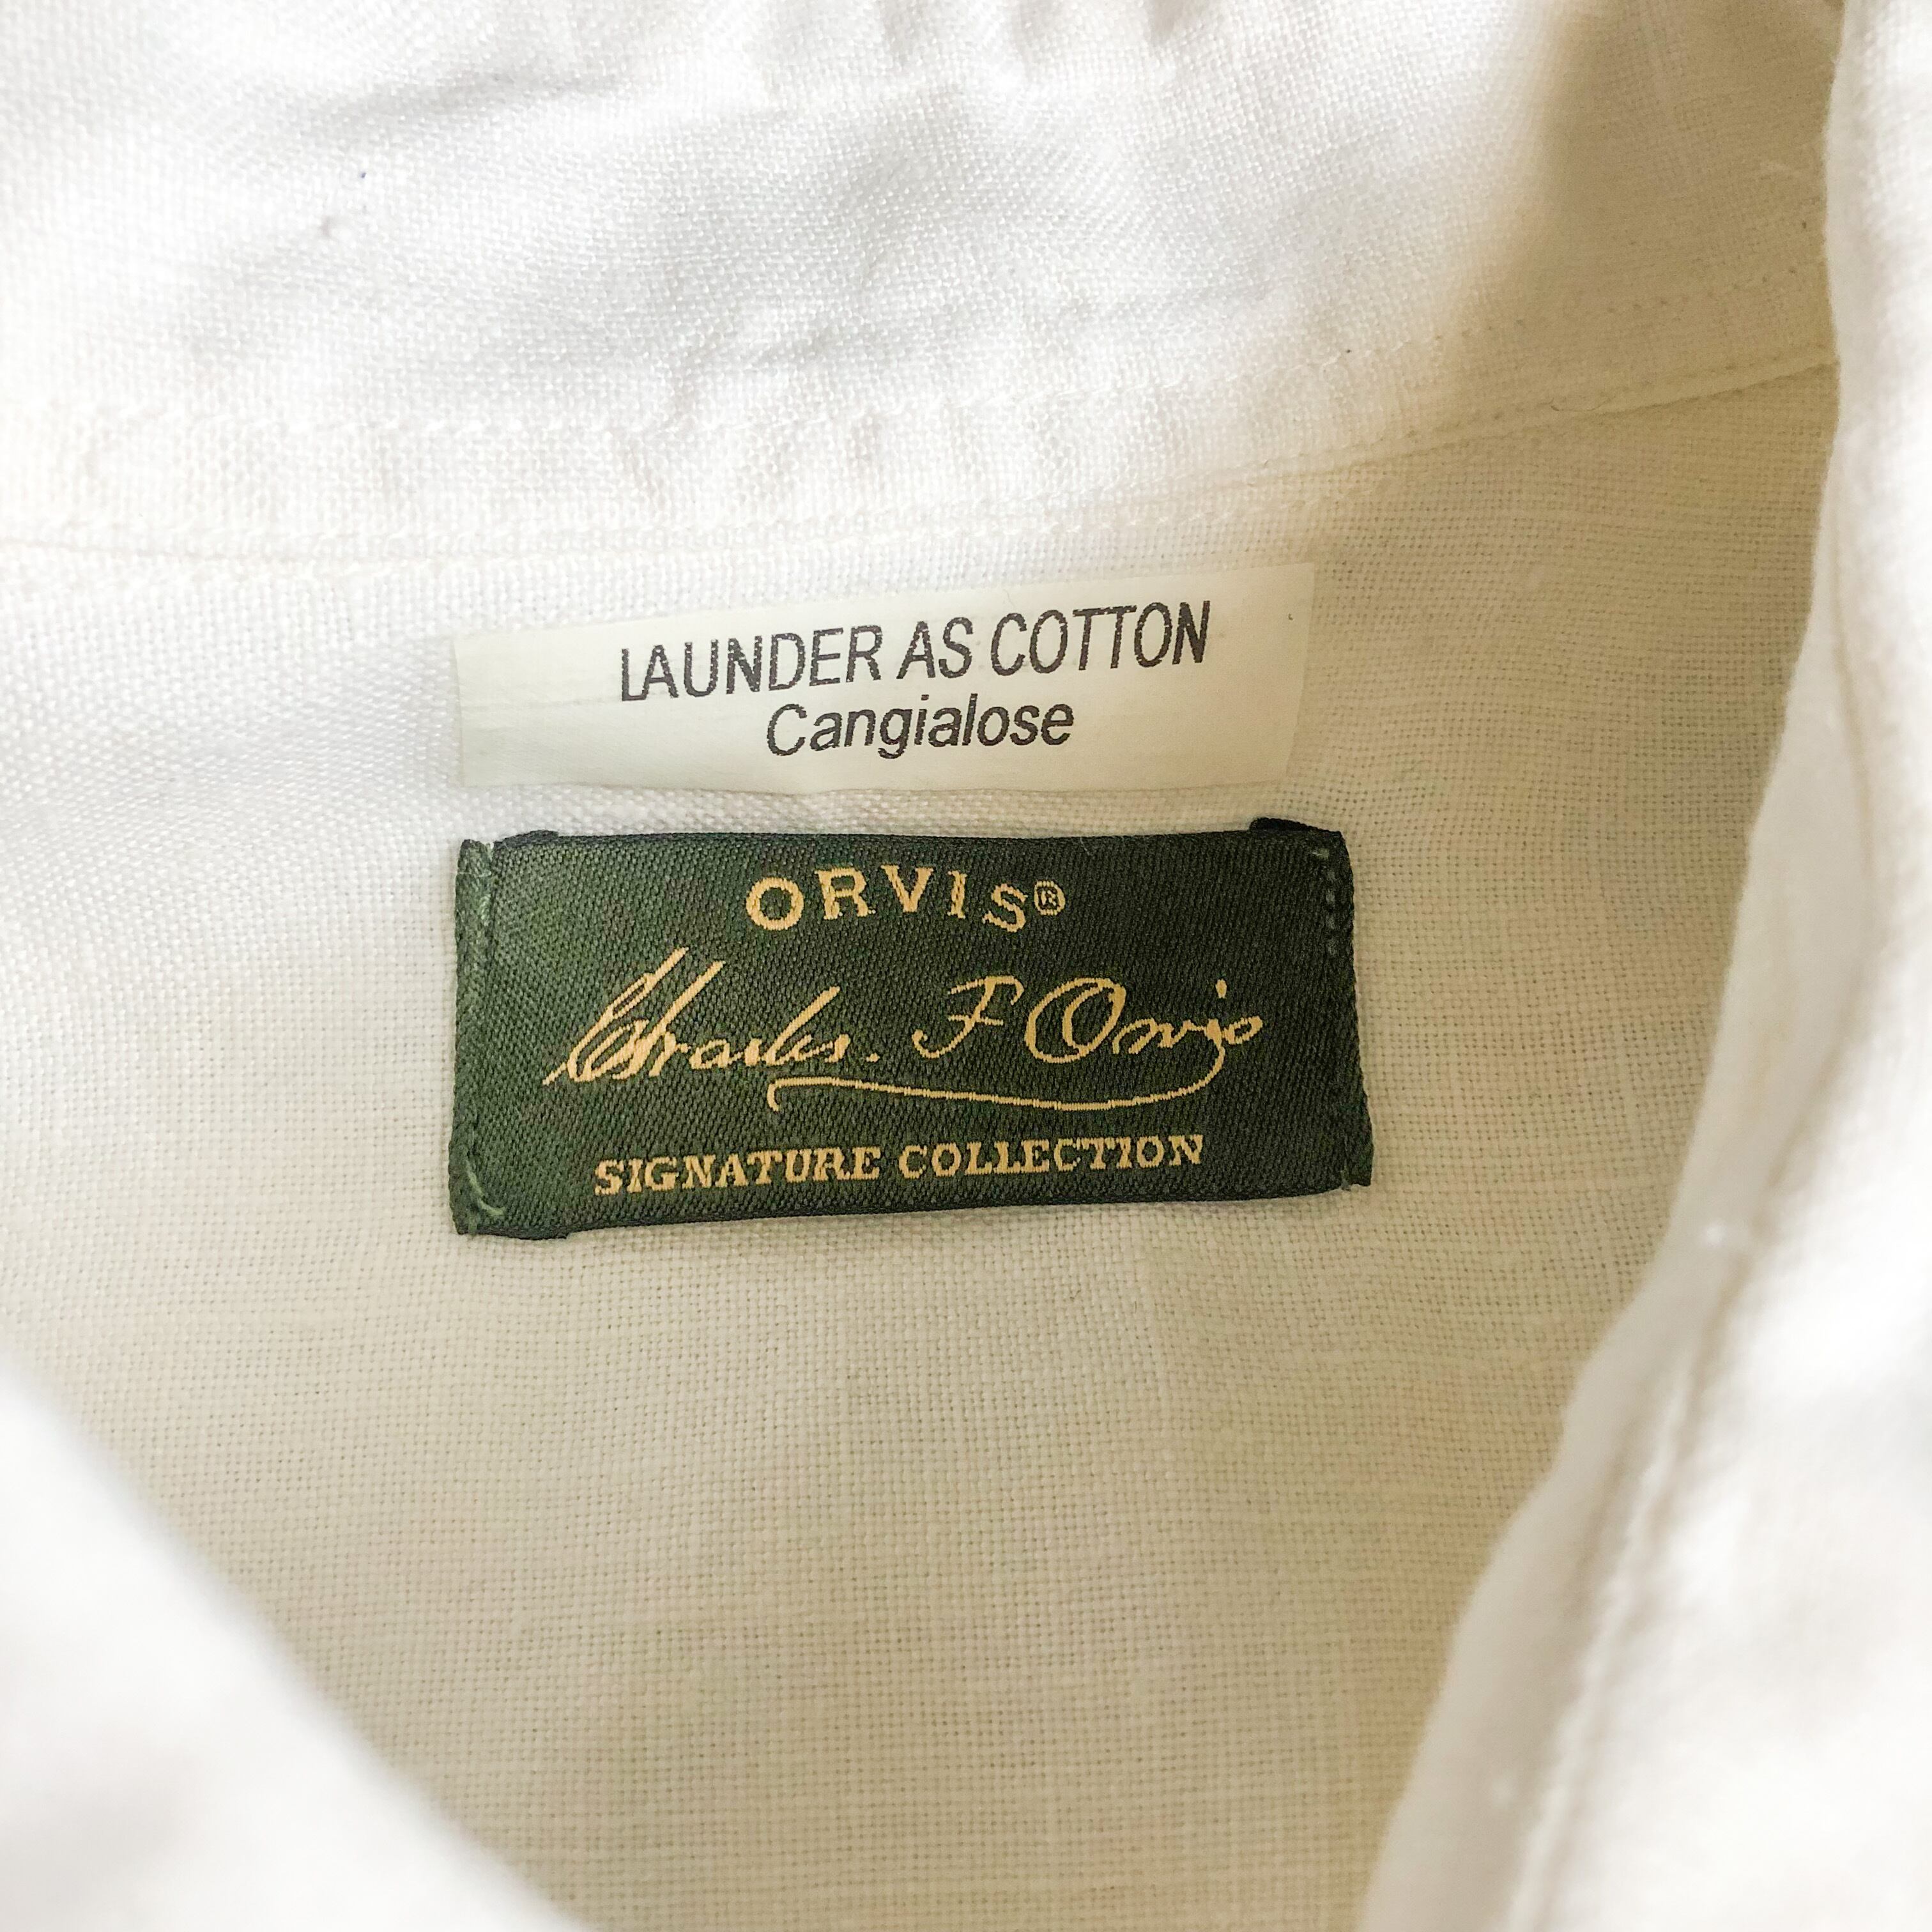 LAUNDER AS COTTON
Cangialose
ORVIS®
Charles. F Orvis
SIGNATURE COLLECTION